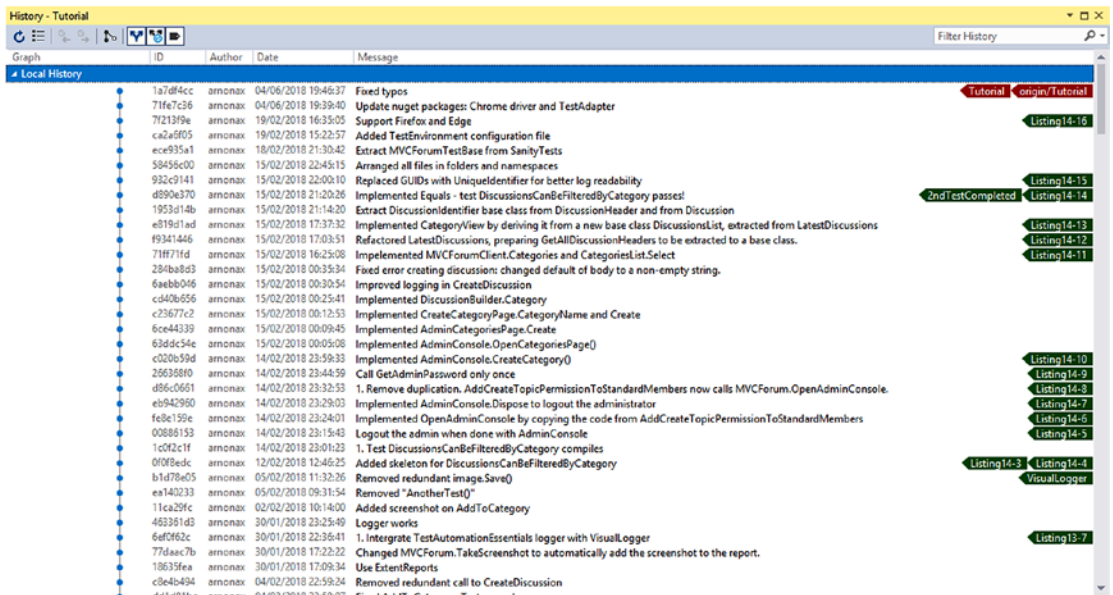 History - Tutorial
Filter History
Graph ID Author Date Message
Local History
1a7df4cc arnonax 04/06/2018 19:46:37 Fixed typos Tutorial origin/Tutorial
71fe7c36 arnonax 04/06/2018 19:39:40 Update nuget packages: Chrome driver and TestAdapter
7f213f9e arnonax 19/02/2018 16:35:05 Support Firefox and Edge Listing14-16
ca2a6f05 arnonax 19/02/2018 15:22:57 Added TestEnvironment configuration file
ece935a1 arnonax 18/02/2018 21:30:42 Extract MVCForumTestBase from SanityTests
58456c00 arnonax 15/02/2018 22:45:15 Arranged all files in folders and namespaces
932c9141 arnonax 15/02/2018 22:00:10 Replaced GUIDs with UniqueIdentifier for better log readability Listing14-15
d890e370 arnonax 15/02/2018 21:20:26 Implemented Equals - test DiscussionsCanBeFilteredByCategory passes! 2ndTestCompleted Listing14-14
1953d14b arnonax 15/02/2018 21:14:20 Extract DiscussionIdentifier base class from DiscussionHeader and from Discussion
e819d1ad arnonax 15/02/2018 17:37:32 Implemented CategoryView by deriving it from a new base class DiscussionsList, extracted from LatestDiscussions Listing14-13
f9341446 arnonax 15/02/2018 17:03:51 Refactored LatestDiscussions, preparing GetAllDiscussionHeaders to be extracted to a base class. Listing14-12
71ff71fd arnonax 15/02/2018 16:25:08 Impelemented MVCForumClient.Categories and CategoriesList.Select Listing14-11
284ba8d3 arnonax 15/02/2018 00:35:34 Fixed error creating discussion: changed default of body to a non-empty string.
6aebb046 arnonax 15/02/2018 00:30:54 Improved logging in CreateDiscussion
cd40b656 arnonax 15/02/2018 00:25:41 Implemented DiscussionBuilder.Category
c23677c2 arnonax 15/02/2018 00:12:53 Implemented CreateCategoryPage.CategoryName and Create
6ce44339 arnonax 15/02/2018 00:09:45 Implemented AdminCategoriesPage.Create
63ddc54e arnonax 15/02/2018 00:05:08 Implemented AdminConsole.OpenCategoriesPage()
c020b59d arnonax 14/02/2018 23:59:33 Implemented AdminConsole.CreateCategory() Listing14-10
266368f0 arnonax 14/02/2018 23:44:59 Call GetAdminPassword only once Listing14-9
d86c0661 arnonax 14/02/2018 23:32:53 1. Remove duplication. AddCreateTopicPermissionToStandardMembers now calls MVCForum.OpenAdminConsole. Listing14-8
eb942960 arnonax 14/02/2018 23:29:03 Implemented AdminConsole.Dispose to logout the administrator Listing14-7
fe8e159e arnonax 14/02/2018 23:24:01 Implemented OpenAdminConsole by copying the code from AddCreateTopicPermissionToStandardMembers Listing14-6
00886153 arnonax 14/02/2018 23:15:43 Logout the admin when done with AdminConsole Listing14-5
1c0f2c1f arnonax 14/02/2018 23:01:23 1. Test DiscussionsCanBeFilteredByCategory compiles
0f0f8edc arnonax 12/02/2018 12:46:25 Added skeleton for DiscussionsCanBeFilteredByCategory Listing14-3 Listing14-4
b1d78e05 arnonax 05/02/2018 11:32:26 Removed redundant image.Save() VisualLogger
ea140233 arnonax 05/02/2018 09:31:54 Removed "AnotherTest()"
11ca29fc arnonax 02/02/2018 10:14:00 Added screenshot on AddToCategory
463361d3 arnonax 30/01/2018 23:25:49 Logger works
6ef0f62c arnonax 30/01/2018 22:36:41 1. Intergrate TestAutomationEssentials logger with VisualLogger Listing13-7
77daac7b arnonax 30/01/2018 17:22:22 Changed MVCForum.TakeScreenshot to automatically add the screenshot to the report.
18635fea arnonax 30/01/2018 17:09:34 Use ExtentReports
c8e4b494 arnonax 04/02/2018 22:59:24 Removed redundant call to CreateDiscussion